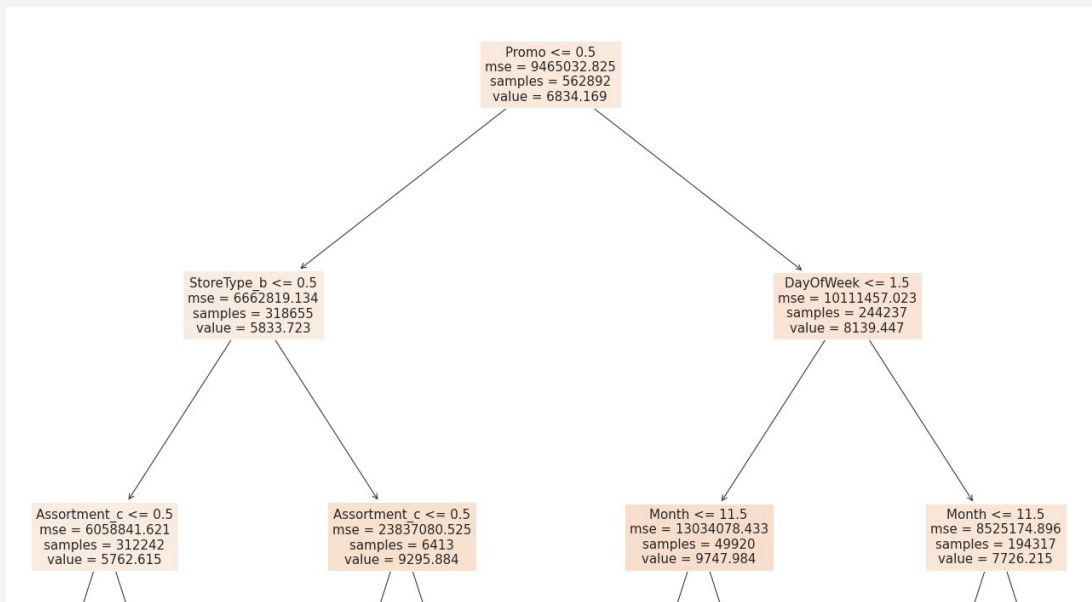 Promo <= 0.5
mse = 9465032.825
samples = 562892
value = 6834.169
StoreType_b <= 0.5
mse = 6662819.134
samples = 318655
value = 5833.723
DayOfWeek <= 1.5
mse = 10111457.023
samples = 244237
value = 8139.447
Assortment_c <= 0.5
mse = 6058841.621
samples = 312242
value = 5762.615
Assortment_c <= 0.5
mse = 23837080.525
samples = 6413
value = 9295.884
Month <= 11.5
mse = 13034078.433
samples = 49920
value = 9747.984
Month <= 11.5
mse = 8525174.896
samples = 194317
value = 7726.215